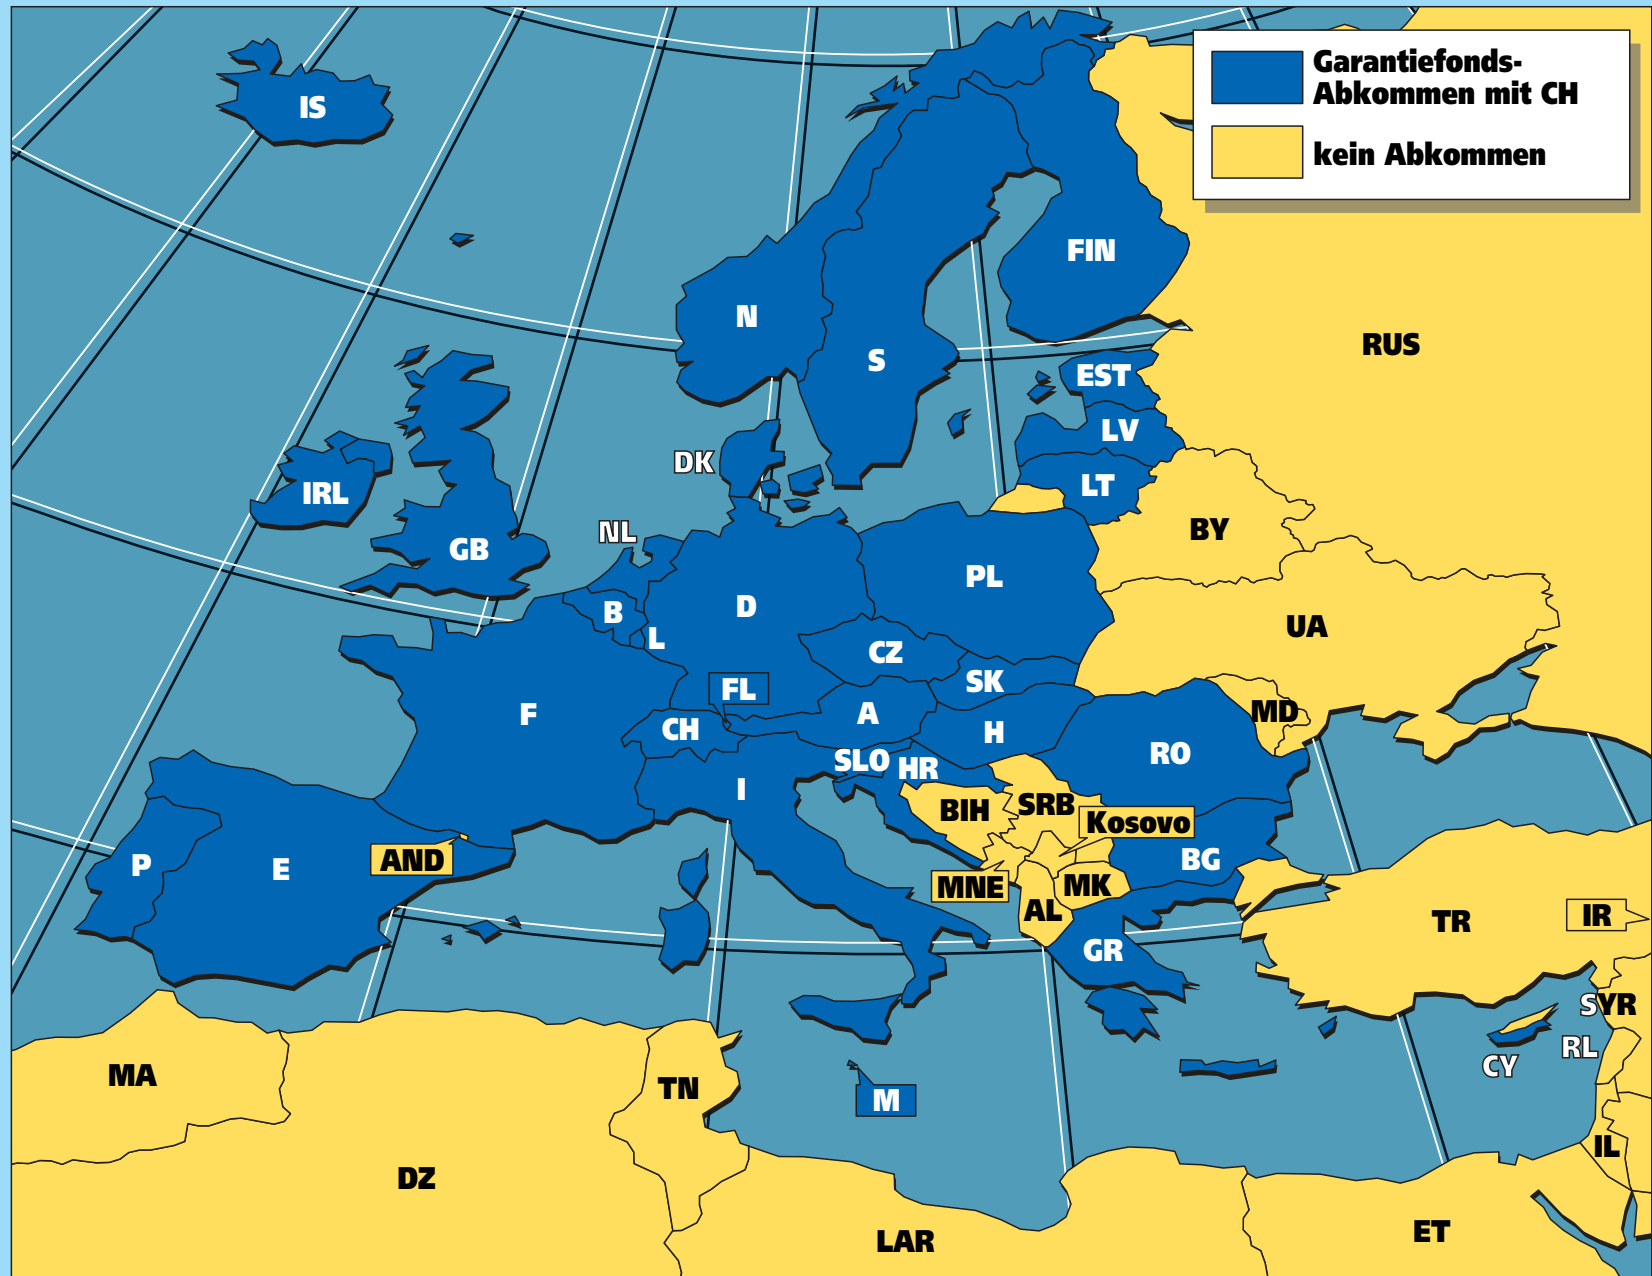 Garantiefonds-
Abkommen mit CH
kein Abkommen
IS
FIN
N
S
RUS
EST
LV
LT
DK
IRL
GB
NL
BY
PL
D
B
L
UA
CZ
SK
FL
F
CH
A
H
MD
RO
SLO
HR
I
BIH
SRB
Kosovo
P
E
AND
BG
MNE
MK
AL
TR
IR
GR
SYR
RL
CY
MA
TN
M
IL
DZ
LAR
ET